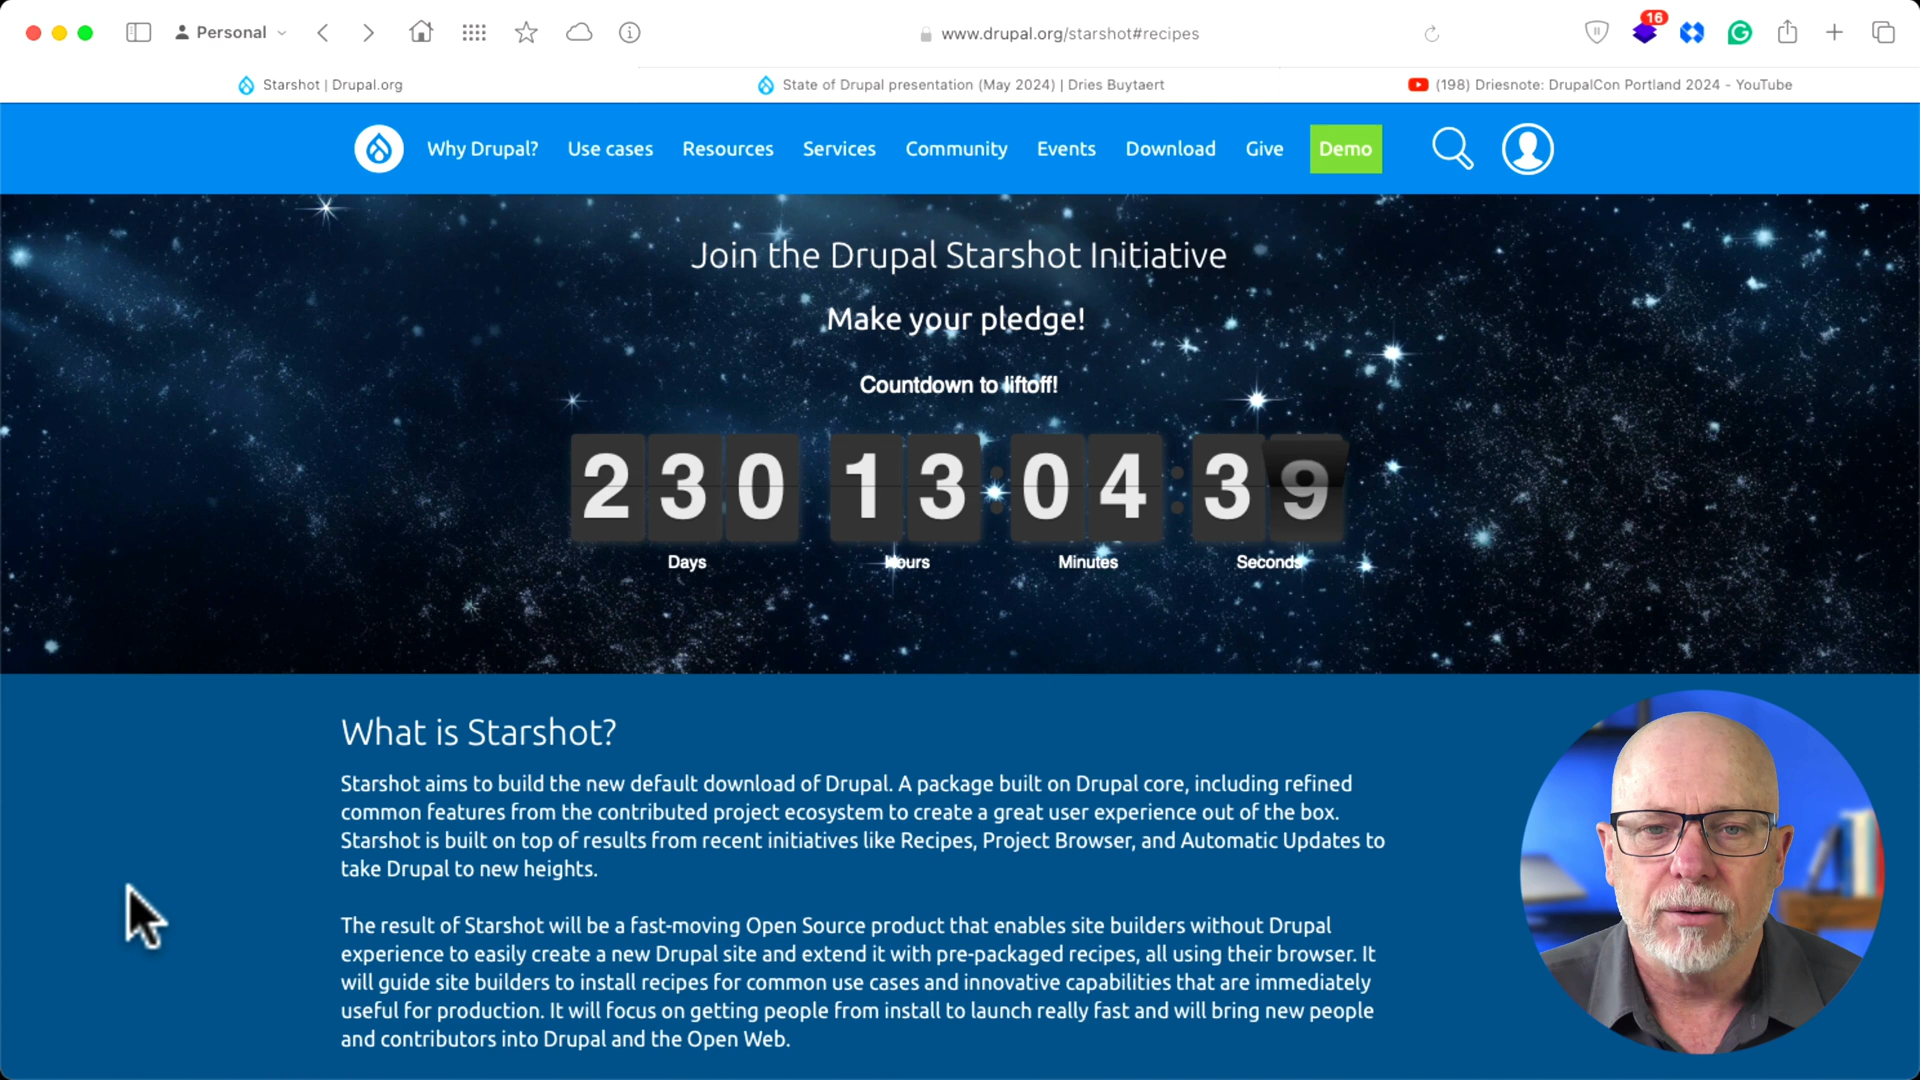 Personal
www.drupal.org/starshot#recipes
16
Starshot | Drupal.org
State of Drupal presentation (May 2024) | Dries Buytaert
(198) Driesnote: DrupalCon Portland 2024 - YouTube
Why Drupal? Use cases Resources Services Community Events Download Give Demo
Join the Drupal Starshot Initiative
Make your pledge!
Countdown to liftoff!
230 13:04:39
Days Hours Minutes Seconds
What is Starshot?
Starshot aims to build the new default download of Drupal. A package built on Drupal core, including refined
common features from the contributed project ecosystem to create a great user experience out of the box.
Starshot is built on top of results from recent initiatives like Recipes, Project Browser, and Automatic Updates to
take Drupal to new heights.
The result of Starshot will be a fast-moving Open Source product that enables site builders without Drupal
experience to easily create a new Drupal site and extend it with pre-packaged recipes, all using their browser. It
will guide site builders to install recipes for common use cases and innovative capabilities that are immediately
useful for production. It will focus on getting people from install to launch really fast and will bring new people
and contributors into Drupal and the Open Web.